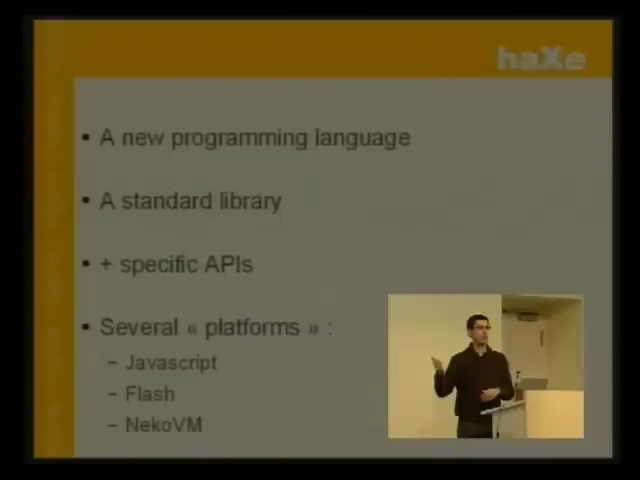 haXe
• A new programming language
• A standard library
• + specific APIs
• Several « platforms » :
– Javascript
– Flash
– NekoVM